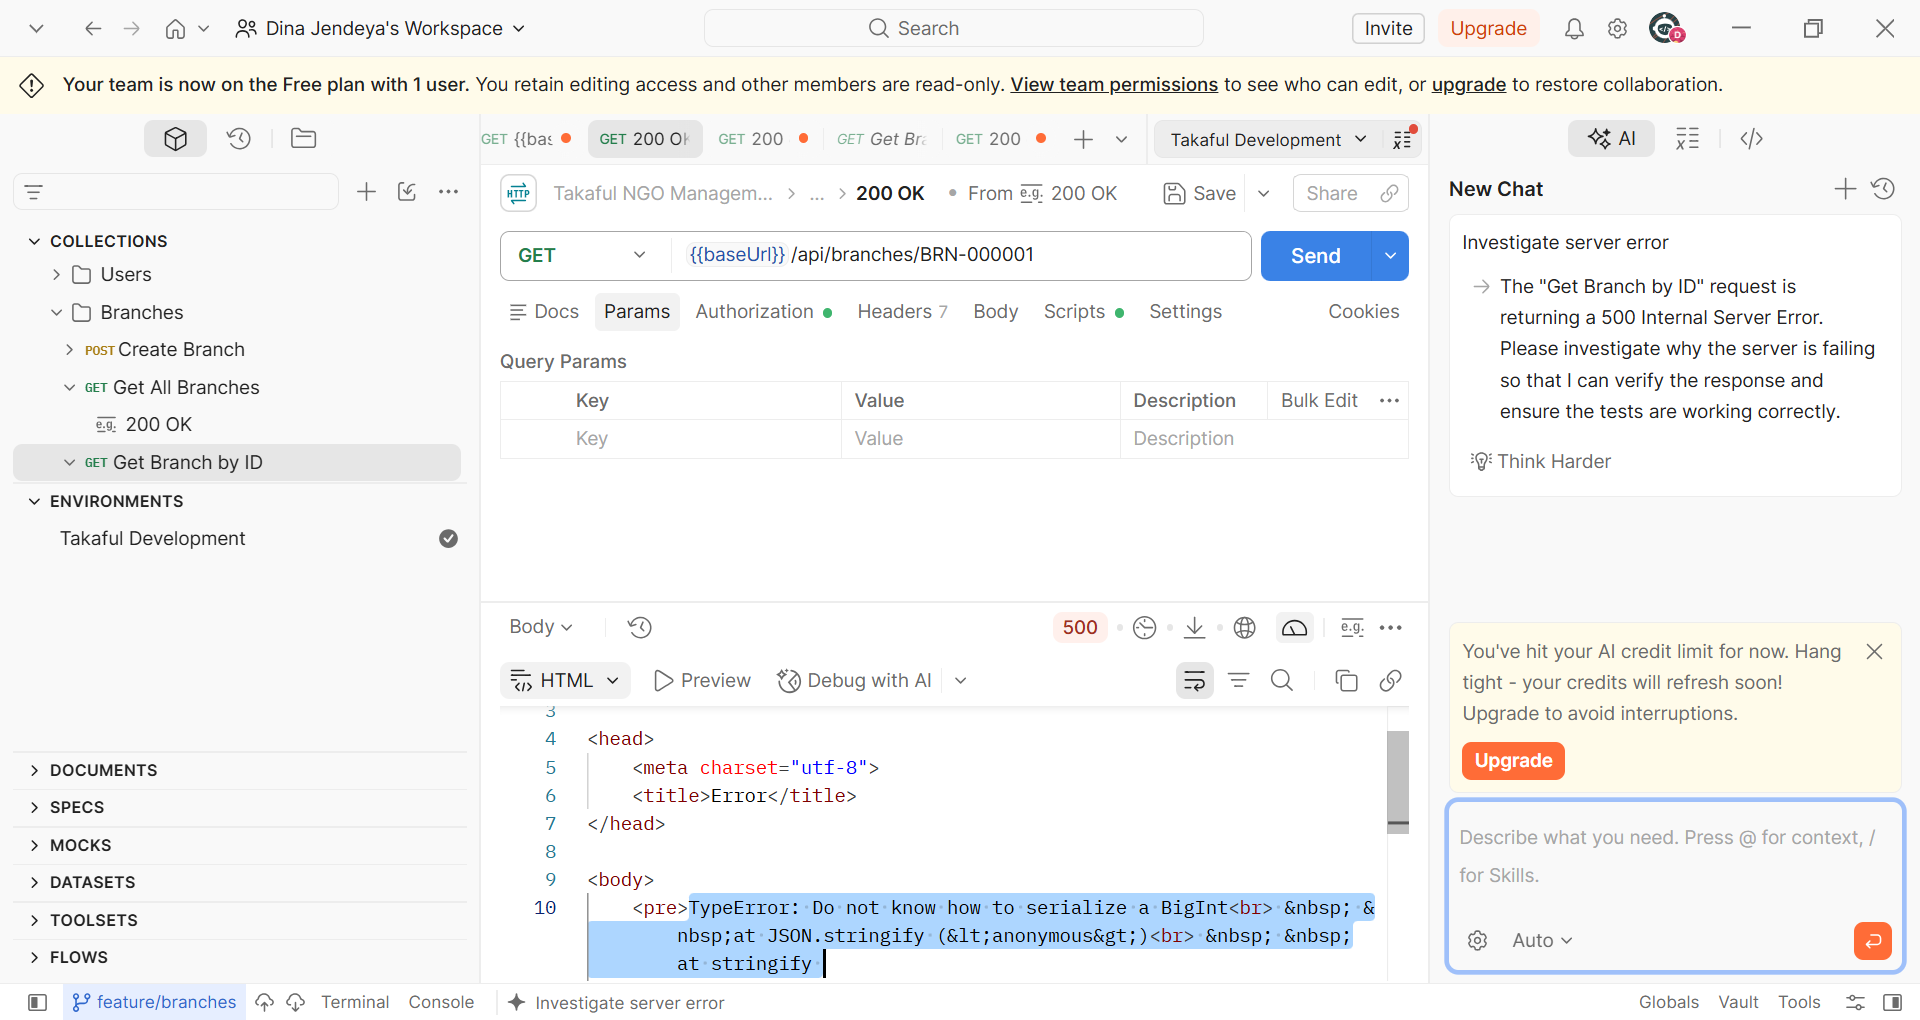 Dina Jendeya's Workspace
Search
Invite
Upgrade
D
Your team is now on the Free plan with 1 user. You retain editing access and other members are read-only. View team permissions to see who can edit, or upgrade to restore collaboration.
GET {{bas
GET 200 OK
GET 200
GET Get Bra
GET 200
Takaful Development
AI
HTTP
Takaful NGO Managem...
...
200 OK
From e.g. 200 OK
Save
Share
New Chat
COLLECTIONS
Users
Branches
POST Create Branch
GET Get All Branches
e.g. 200 OK
GET Get Branch by ID
ENVIRONMENTS
Takaful Development
DOCUMENTS
SPECS
MOCKS
DATASETS
TOOLSETS
FLOWS
GET
{{baseUrl}} /api/branches/BRN-000001
Send
Docs
Params
Authorization
Headers 7
Body
Scripts
Settings
Cookies
Query Params
Key
Value
Description
Bulk Edit
Key
Value
Description
Body
500
e.g.
HTML
Preview
Debug with AI
3
4 <head>
5 <meta charset="utf-8">
6 <title>Error</title>
7 </head>
8
9 <body>
10 <pre>TypeError: Do not know how to serialize a BigInt<br> &nbsp; &
nbsp;at JSON.stringify (&lt;anonymous&gt;)<br> &nbsp; &nbsp;
at stringify
Investigate server error
The "Get Branch by ID" request is
returning a 500 Internal Server Error.
Please investigate why the server is failing
so that I can verify the response and
ensure the tests are working correctly.
Think Harder
You've hit your AI credit limit for now. Hang
tight - your credits will refresh soon!
Upgrade to avoid interruptions.
Upgrade
Describe what you need. Press @ for context, /
for Skills.
Auto
feature/branches
Terminal
Console
Investigate server error
Globals
Vault
Tools